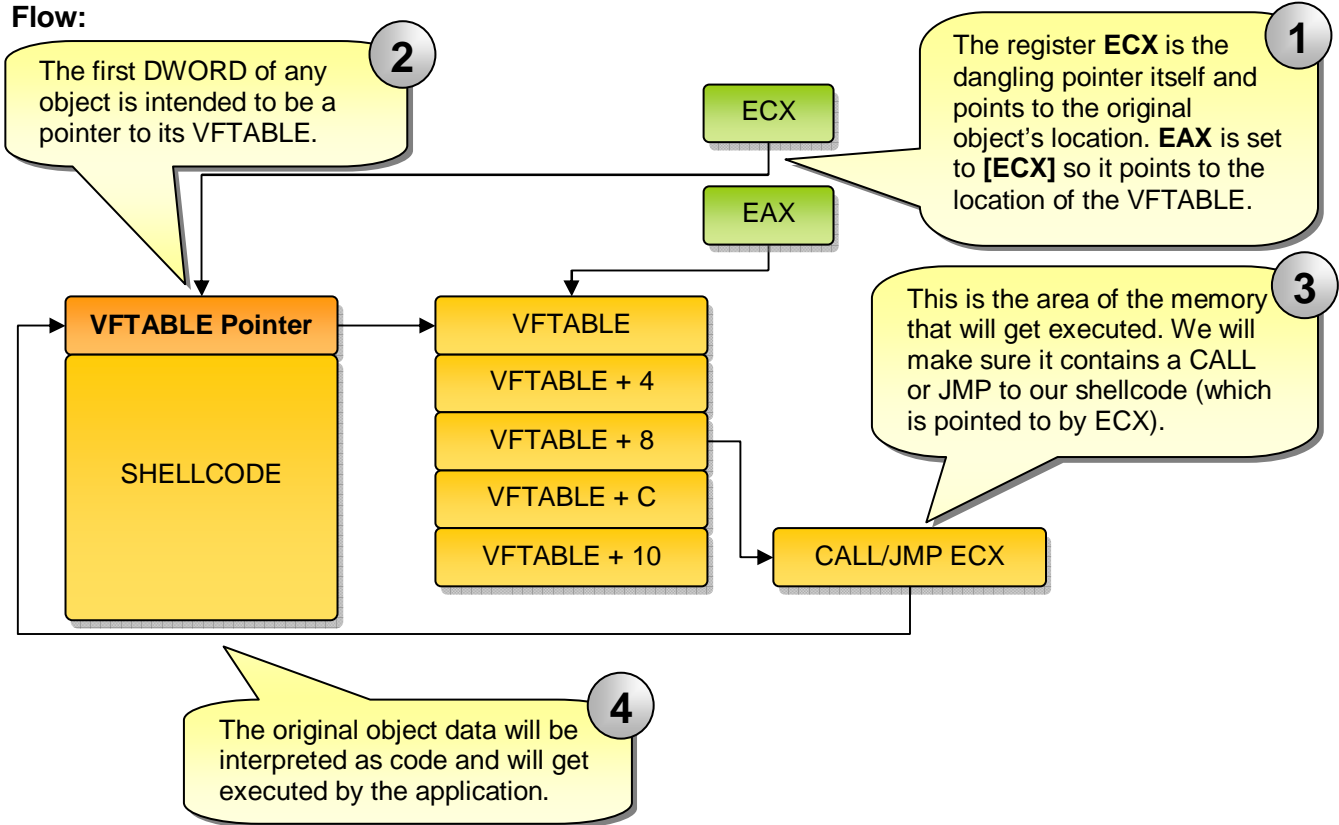 Flow:
2
The first DWORD of any
object is intended to be a
pointer to its VFTABLE.
1
The register ECX is the
dangling pointer itself and
points to the original
object's location. EAX is set
to [ECX] so it points to the
location of the VFTABLE.
ECX
EAX
3
This is the area of the memory
that will get executed. We will
make sure it contains a CALL
or JMP to our shellcode (which
is pointed to by ECX).
VFTABLE Pointer
SHELLCODE
VFTABLE
VFTABLE + 4
VFTABLE + 8
VFTABLE + C
VFTABLE + 10
CALL/JMP ECX
4
The original object data will be
interpreted as code and will get
executed by the application.